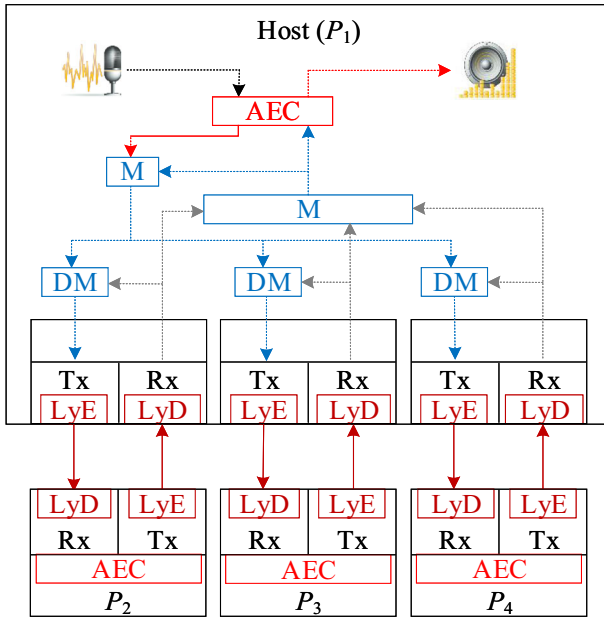 Host (P₁)
AEC
M
M
DM DM DM
Tx Rx Tx Rx Tx Rx
LyE LyD LyE LyD LyE LyD
LyD LyE LyD LyE LyD LyE
Rx Tx Rx Tx Rx Tx
AEC AEC AEC
P₂ P₃ P₄